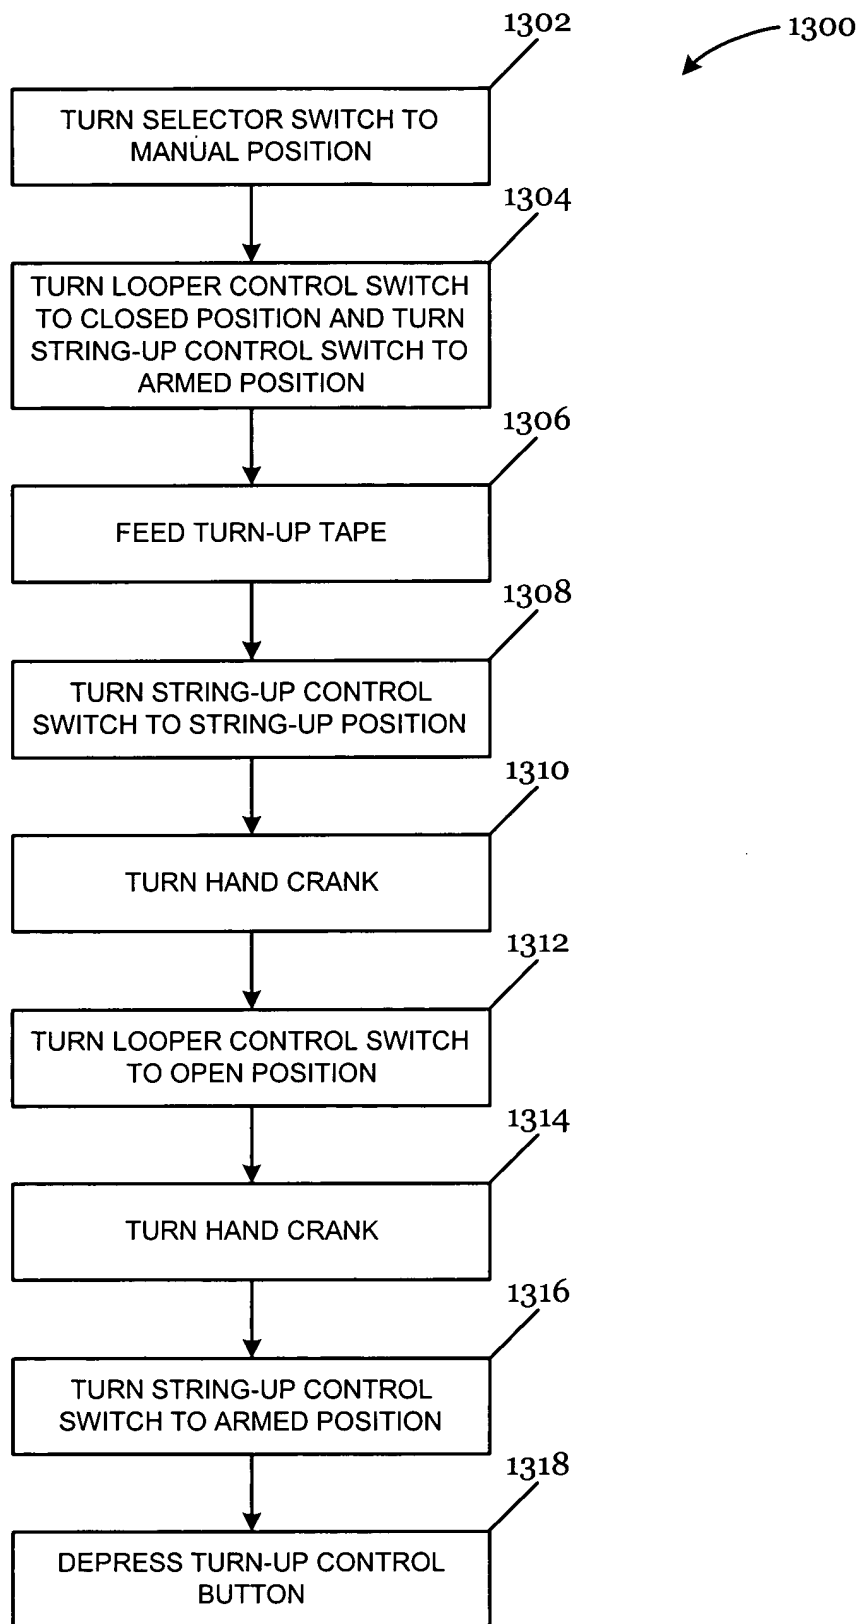 1302
1300
TURN SELECTOR SWITCH TO
MANUAL POSITION
1304
TURN LOOPER CONTROL SWITCH
TO CLOSED POSITION AND TURN
STRING-UP CONTROL SWITCH TO
ARMED POSITION
1306
FEED TURN-UP TAPE
1308
TURN STRING-UP CONTROL
SWITCH TO STRING-UP POSITION
1310
TURN HAND CRANK
1312
TURN LOOPER CONTROL SWITCH
TO OPEN POSITION
1314
TURN HAND CRANK
1316
TURN STRING-UP CONTROL
SWITCH TO ARMED POSITION
1318
DEPRESS TURN-UP CONTROL
BUTTON